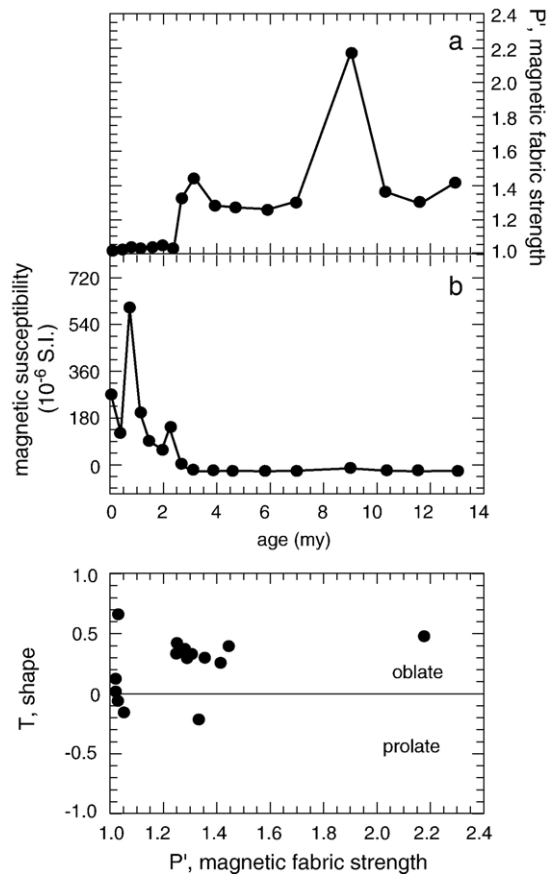 a
2.4
2.2
2.0
1.8
1.6
1.4
1.2
1.0
P', magnetic fabric strength
b
720
540
360
180
0
magnetic susceptibility
(10⁻⁶ S.I.)
0 2 4 6 8 10 12 14
age (my)
1.0
0.5
0
-0.5
-1.0
T, shape
oblate
prolate
1.0 1.2 1.4 1.6 1.8 2.0 2.2 2.4
P', magnetic fabric strength